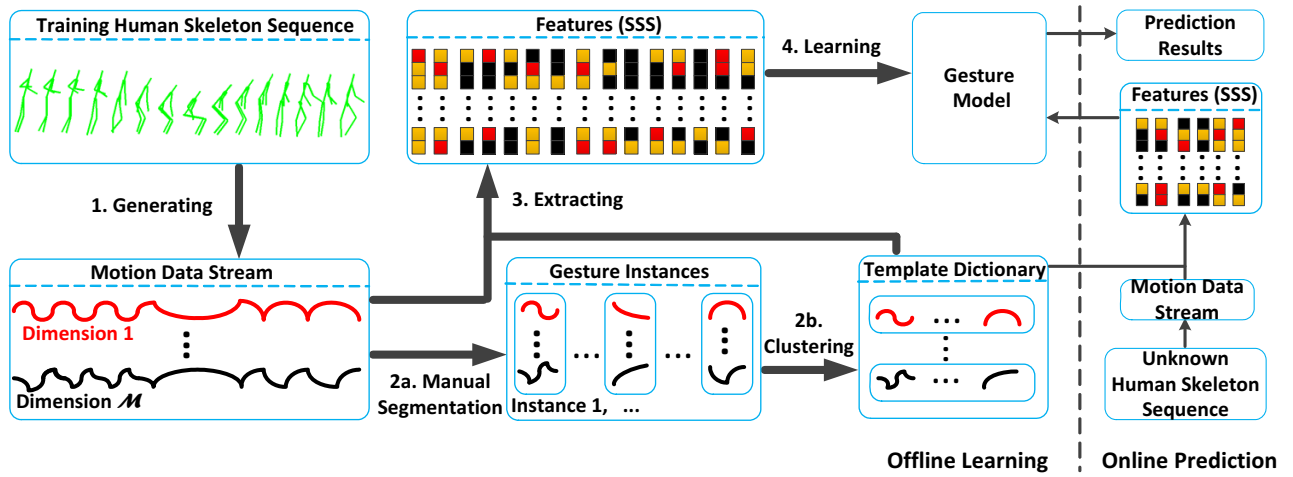 Training Human Skeleton Sequence
Features (SSS)
4. Learning
Gesture
Model
Prediction
Results
Features (SSS)
1. Generating
3. Extracting
Motion Data Stream
Dimension 1
Dimension ℳ
2a. Manual
Segmentation
Gesture Instances
Instance 1, ...
2b.
Clustering
Template Dictionary
Motion Data
Stream
Unknown
Human Skeleton
Sequence
Offline Learning
Online Prediction